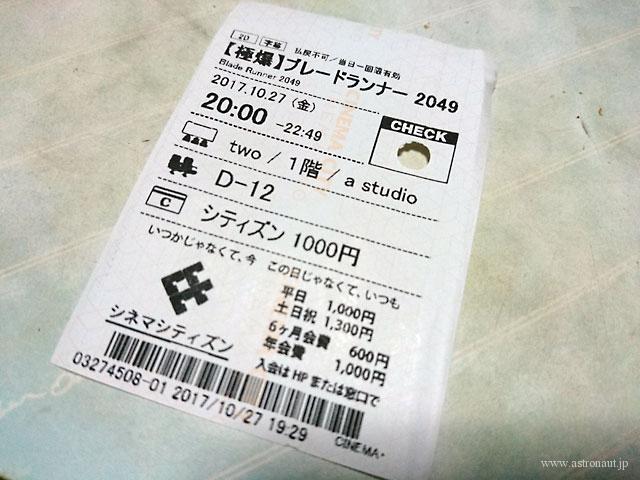 2D 字幕 払戻不可／当日一回限有効
【極爆】ブレードランナー 2049
Blade Runner 2049
2017.10.27（金）
20:00 -22:49
CHECK
two / 1階 / a studio
D-12
C シティズン 1000円
いつかじゃなくて、今 この日じゃなくて、いつも
平日 1,000円
土日祝 1,300円
6ヶ月会費 600円
年会費 1,000円
入会はHPまたは窓口で
シネマシティズン
03274508-01 2017/10/27 19:29
CINEMA
www.astronaut.jp